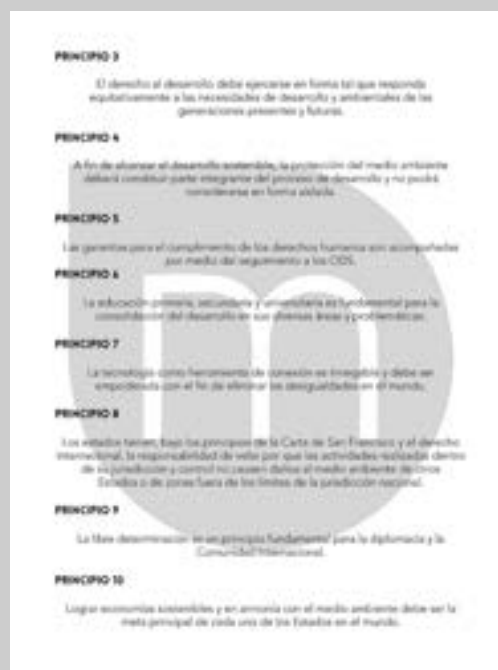 PRINCIPIO 3
El derecho al desarrollo debe ejercerse en forma tal que responda
equitativamente a las necesidades de desarrollo y ambientales de las
generaciones presentes y futuras.
PRINCIPIO 4
A fin de alcanzar el desarrollo sostenible, la protección del medio ambiente
deberá constituir parte integrante del proceso de desarrollo y no podrá
considerarse en forma aislada.
PRINCIPIO 5
Las garantías para el cumplimiento de los derechos humanos son acompañadas
por medio del seguimiento a los ODS.
PRINCIPIO 6
La educación primaria, secundaria y universitaria es fundamental para la
consolidación del desarrollo en sus diversas áreas y problemáticas.
PRINCIPIO 7
La tecnología como herramienta de conexión es innegable y debe ser
empoderada con el fin de eliminar las desigualdades en el mundo.
PRINCIPIO 8
Los estados tienen, bajo los principios de la Carta de San Francisco y el derecho
internacional, la responsabilidad de velar por que las actividades realizadas dentro
de su jurisdicción y control no causen daños al medio ambiente de otros
Estados o de zonas fuera de los límites de la jurisdicción nacional.
PRINCIPIO 9
La libre determinación es un principio fundamental para la diplomacia y la
Comunidad Internacional.
PRINCIPIO 10
Lograr economías sostenibles y en armonía con el medio ambiente debe ser la
meta principal de cada uno de los Estados en el mundo.
m